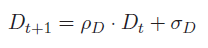 D_{t+1} = ρ_D · D_t + σ_D